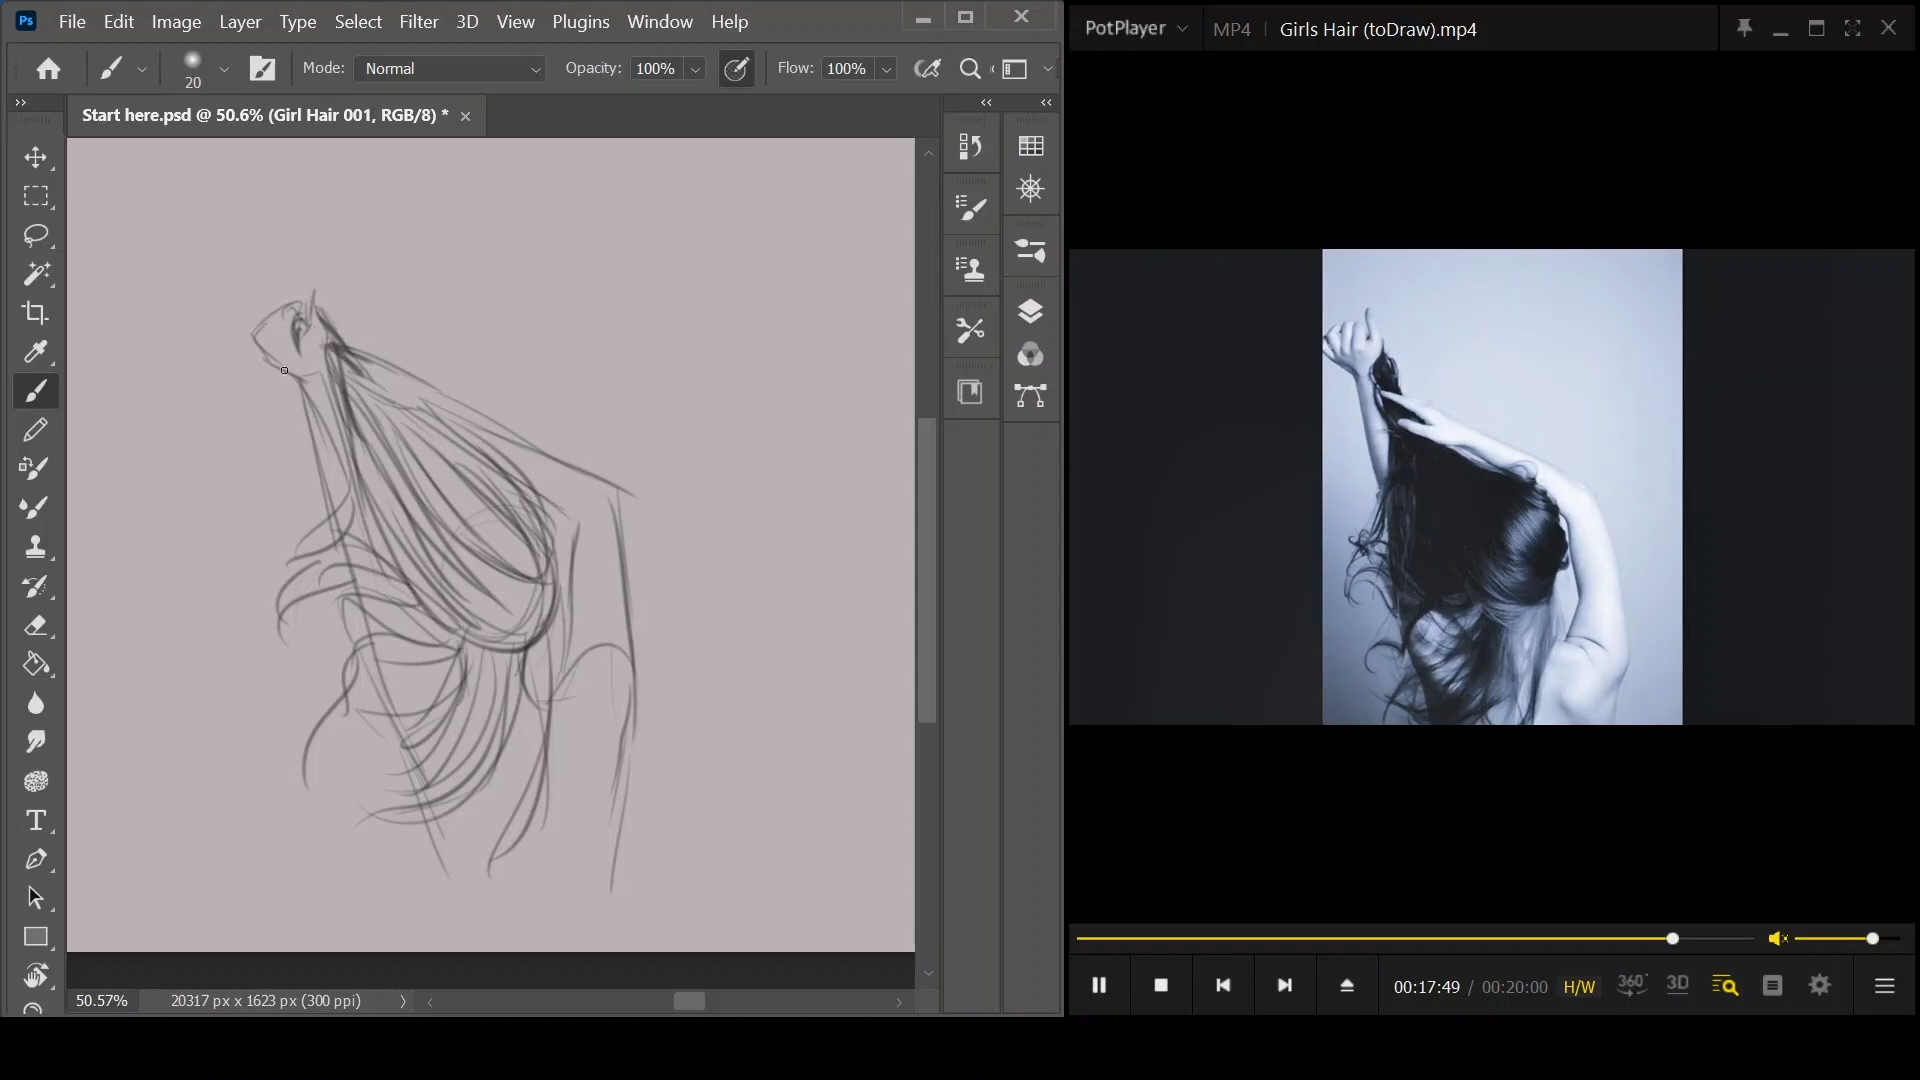 Ps File Edit Image Layer Type Select Filter 3D View Plugins Window Help
20 Mode: Normal Opacity: 100% Flow: 100%
Start here.psd @ 50.6% (Girl Hair 001, RGB/8) *
50.57% 20317 px x 1623 px (300 ppi)
PotPlayer MP4 Girls Hair (toDraw).mp4
00:17:49 / 00:20:00 H/W 360° 3D